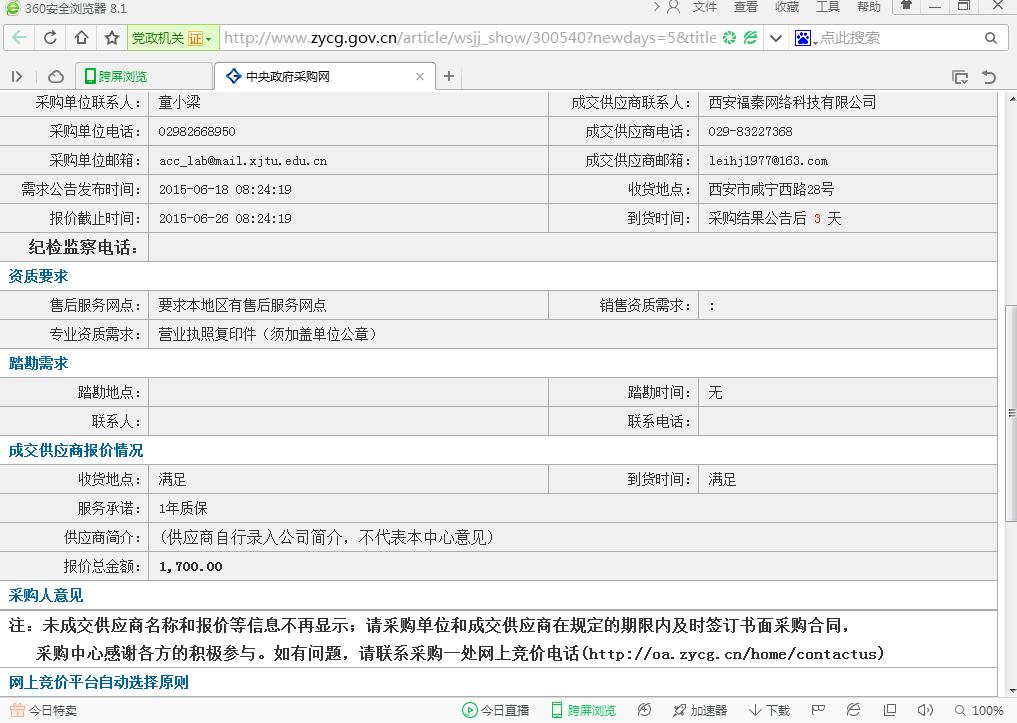 360安全浏览器 8.1 文件 查看 收藏 工具 帮助
党政机关 证 http://www.zycg.gov.cn/article/wsjj_show/300540?newdays=5&title 点此搜索
跨屏浏览 中央政府采购网
采购单位联系人: 童小梁 成交供应商联系人: 西安福秦网络科技有限公司
采购单位电话: 02982668950 成交供应商电话: 029-83227368
采购单位邮箱: acc_lab@mail.xjtu.edu.cn 成交供应商邮箱: leihj1977@163.com
需求公告发布时间: 2015-06-18 08:24:19 收货地点: 西安市咸宁西路28号
报价截止时间: 2015-06-26 08:24:19 到货时间: 采购结果公告后 3 天
纪检监察电话:
资质要求
售后服务网点: 要求本地区有售后服务网点 销售资质需求: :
专业资质需求: 营业执照复印件（须加盖单位公章）
踏勘需求
踏勘地点: 踏勘时间: 无
联系人: 联系电话:
成交供应商报价情况
收货地点: 满足 到货时间: 满足
服务承诺: 1年质保
供应商简介: (供应商自行录入公司简介, 不代表本中心意见)
报价总金额: 1,700.00
采购人意见
注: 未成交供应商名称和报价等信息不再显示; 请采购单位和成交供应商在规定的期限内及时签订书面采购合同,
采购中心感谢各方的积极参与。如有问题, 请联系采购一处网上竞价电话(http://oa.zycg.cn/home/contactus)
网上竞价平台自动选择原则
今日特卖 今日直播 跨屏浏览 加速器 下载 100%